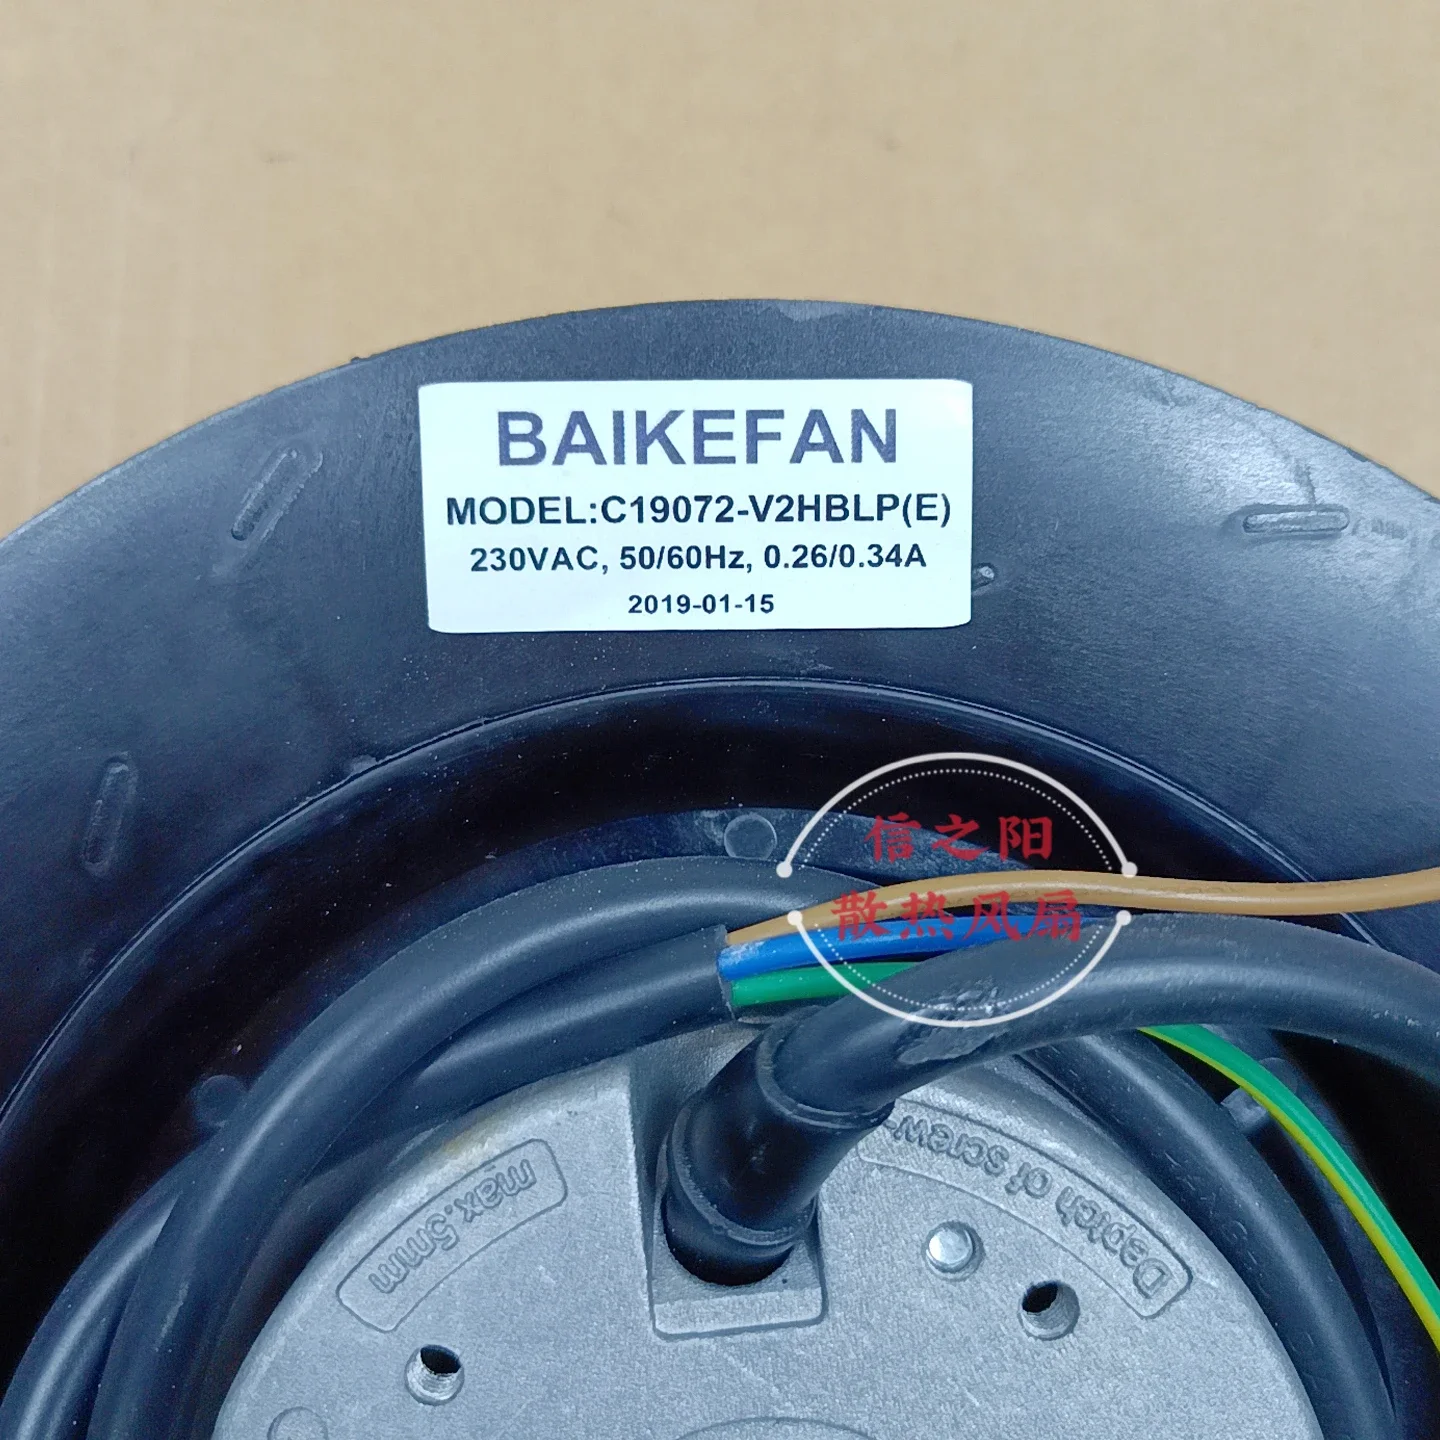 BAIKEFAN
MODEL:C19072-V2HBLP(E)
230VAC, 50/60Hz, 0.26/0.34A
2019-01-15
信之阳
散热风扇
max.5mm
Depich of screw-